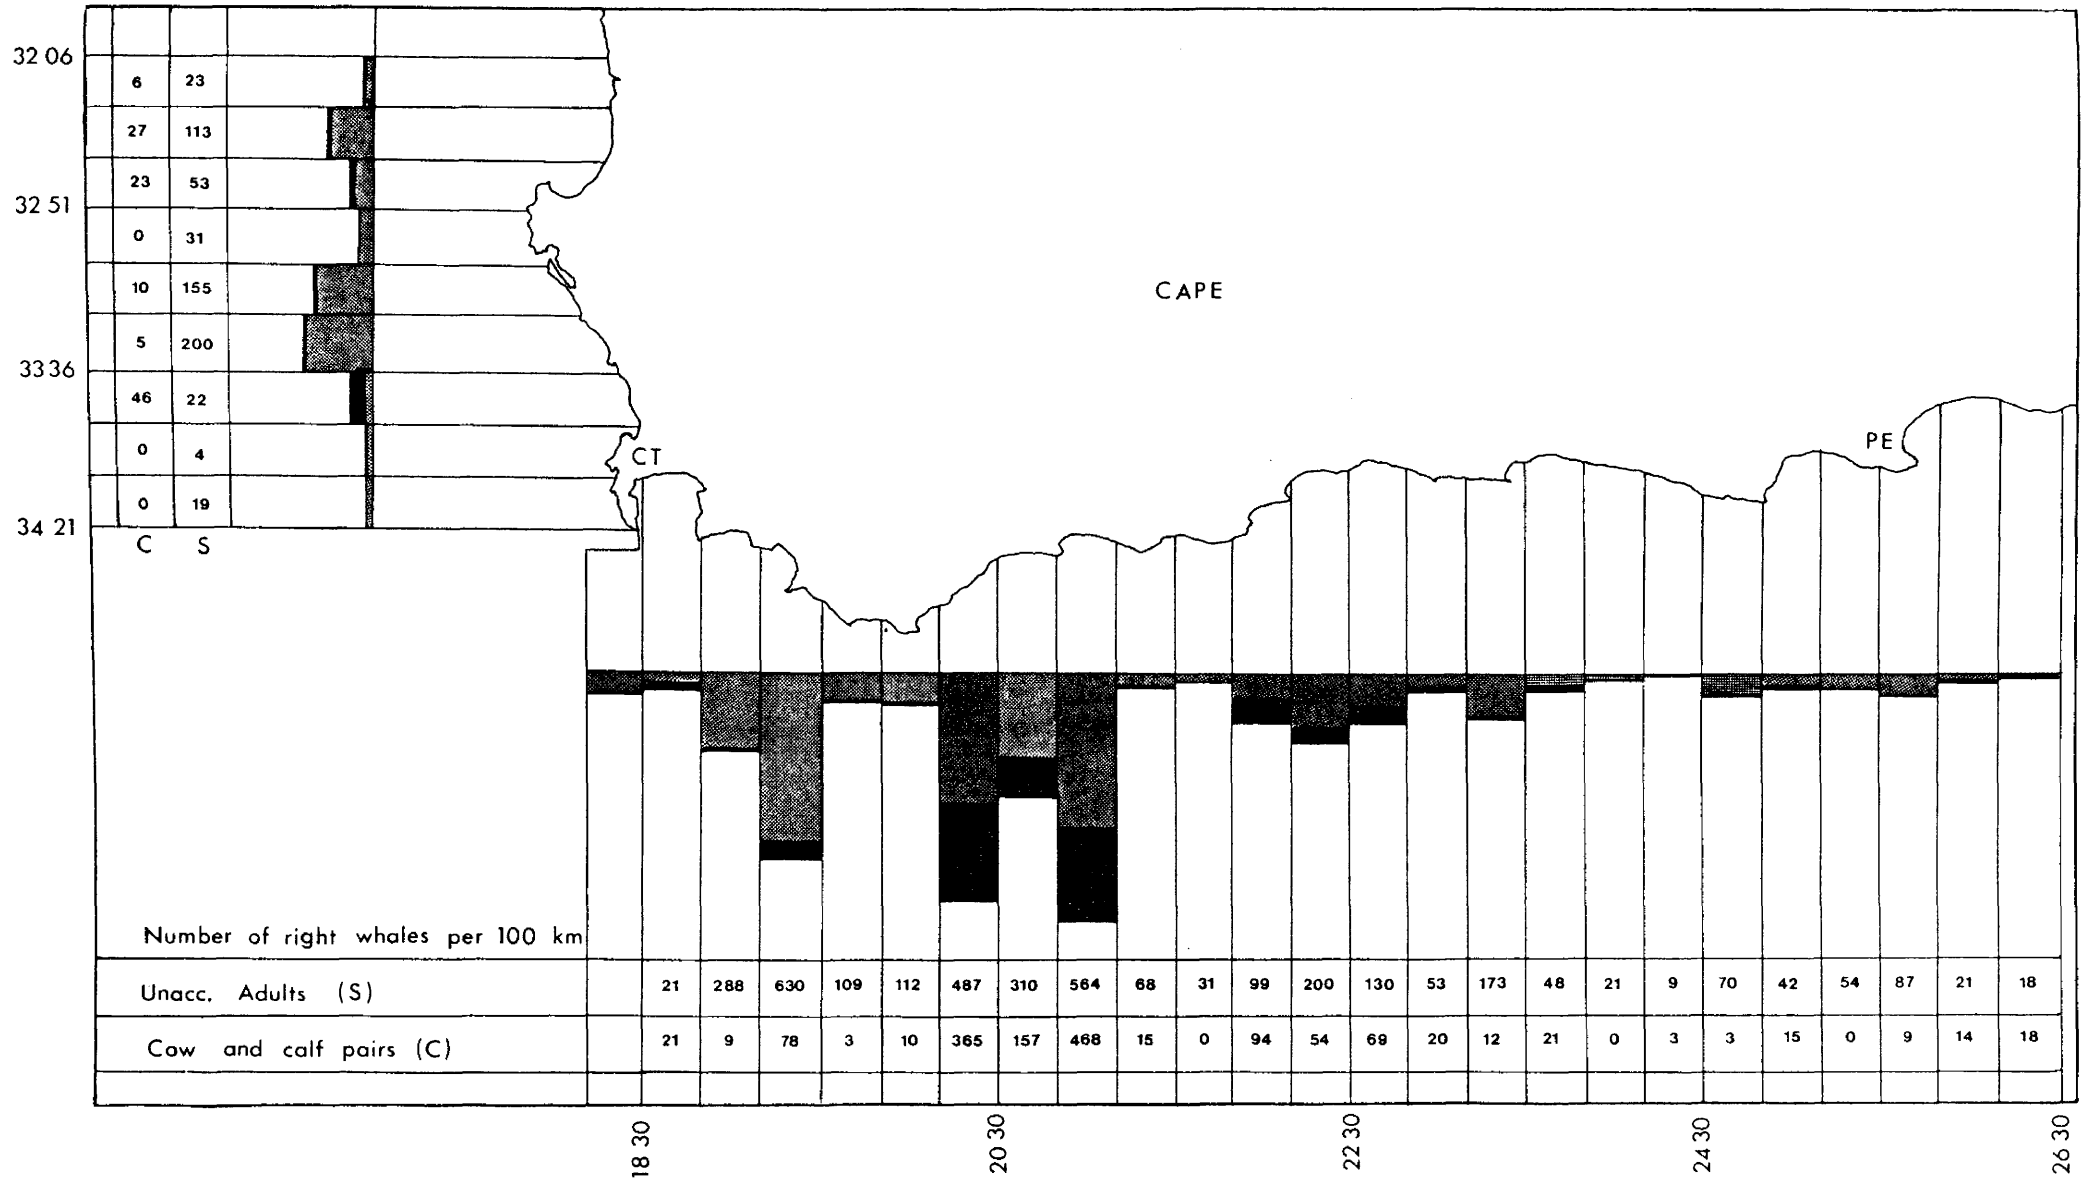 32 06
6 23
27 113
23 53
32 51
0 31
10 155
5 200
33 36
46 22
0 4
0 19
34 21
C S
CAPE
CT
PE
Number of right whales per 100 km
Unacc. Adults (S) 21 288 630 109 112 487 310 564 68 31 99 200 130 53 173 48 21 9 70 42 54 87 21 18
Cow and calf pairs (C) 21 9 78 3 10 365 157 468 15 0 94 54 69 20 12 21 0 3 3 15 0 9 14 18
18 30
20 30
22 30
24 30
26 30